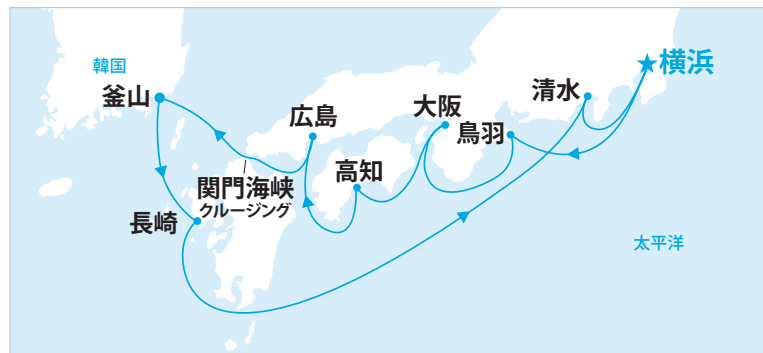 韓国
釜山
広島
大阪
清水
★横浜
鳥羽
高知
関門海峡
クルージング
長崎
太平洋